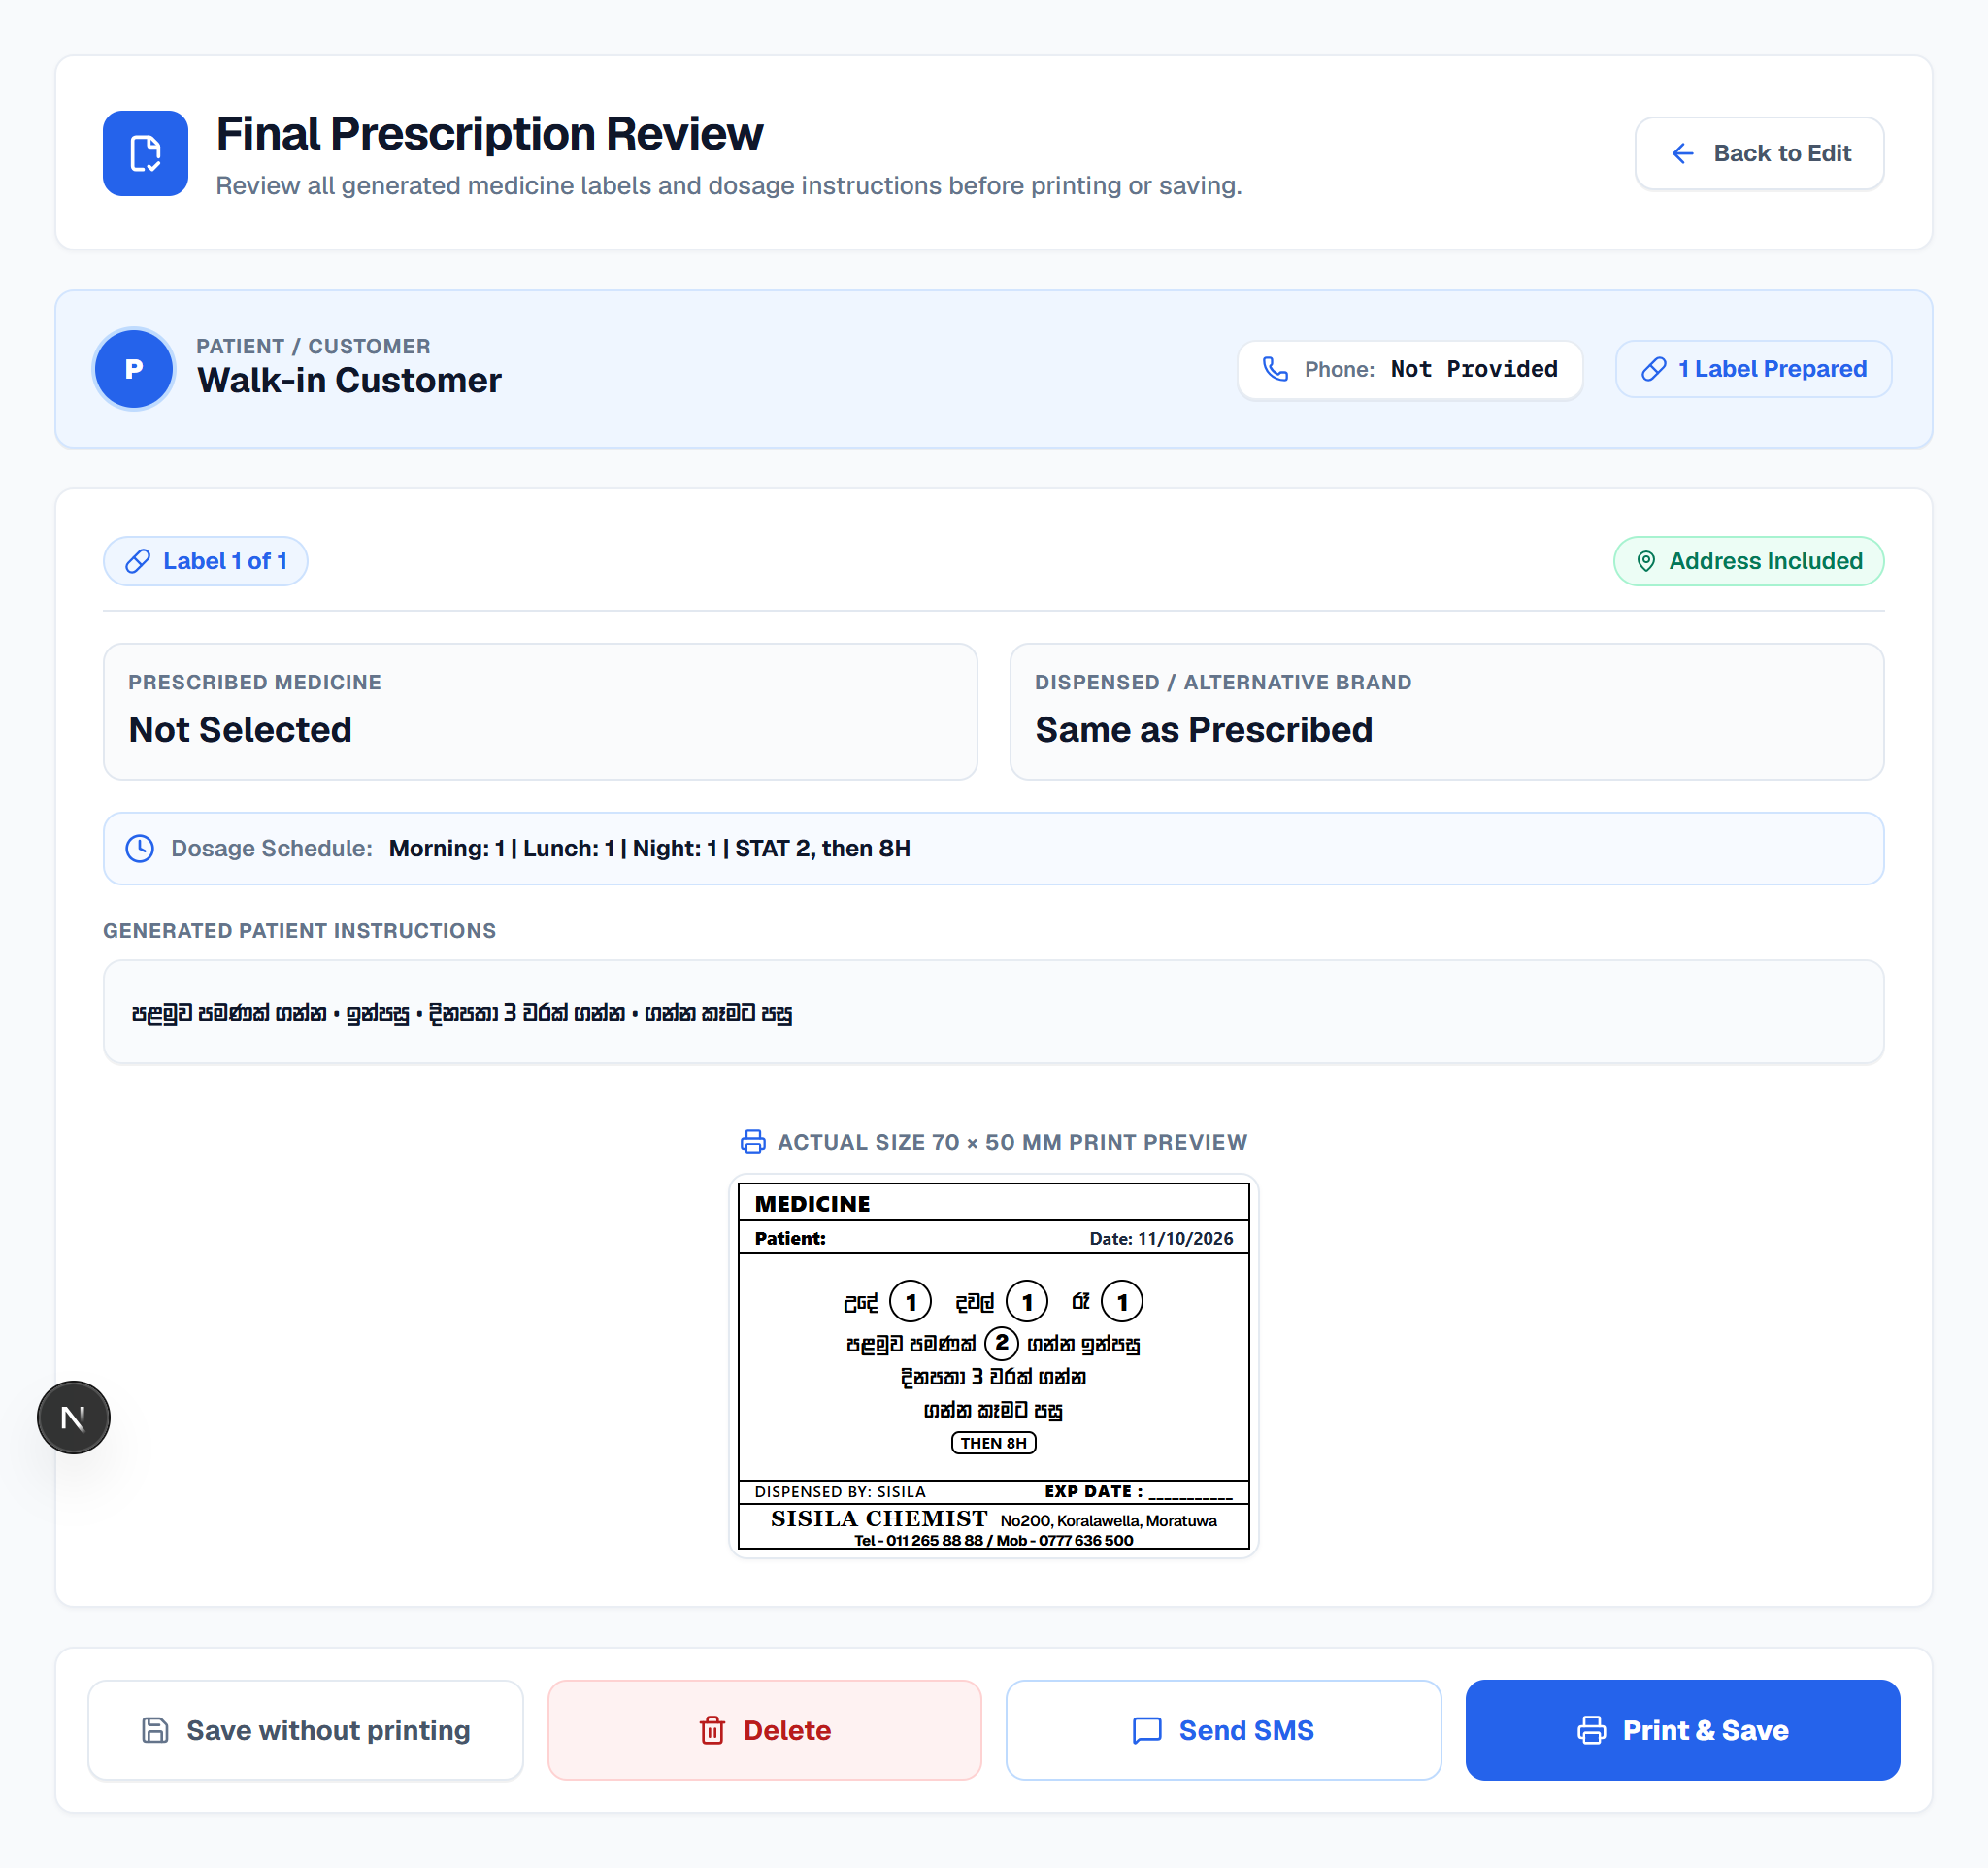 Final Prescription Review
Review all generated medicine labels and dosage instructions before printing or saving.
Back to Edit
P
PATIENT / CUSTOMER
Walk-in Customer
Phone: Not Provided
1 Label Prepared
Label 1 of 1
Address Included
PRESCRIBED MEDICINE
Not Selected
DISPENSED / ALTERNATIVE BRAND
Same as Prescribed
Dosage Schedule: Morning: 1 | Lunch: 1 | Night: 1 | STAT 2, then 8H
GENERATED PATIENT INSTRUCTIONS
පළමුව පමණක් ගන්න • ඉන්පසු • දිනපතා 3 වරක් ගන්න • ගන්න කෑමට පසු
ACTUAL SIZE 70 × 50 MM PRINT PREVIEW
MEDICINE
Patient: Date: 11/10/2026
උදේ 1 දවල් 1 රෑ 1
පළමුව පමණක් 2 ගන්න ඉන්පසු
දිනපතා 3 වරක් ගන්න
ගන්න කෑමට පසු
THEN 8H
DISPENSED BY: SISILA EXP DATE : ___________
SISILA CHEMIST No200, Koralawella, Moratuwa
Tel - 011 265 88 88 / Mob - 0777 636 500
N
Save without printing
Delete
Send SMS
Print & Save